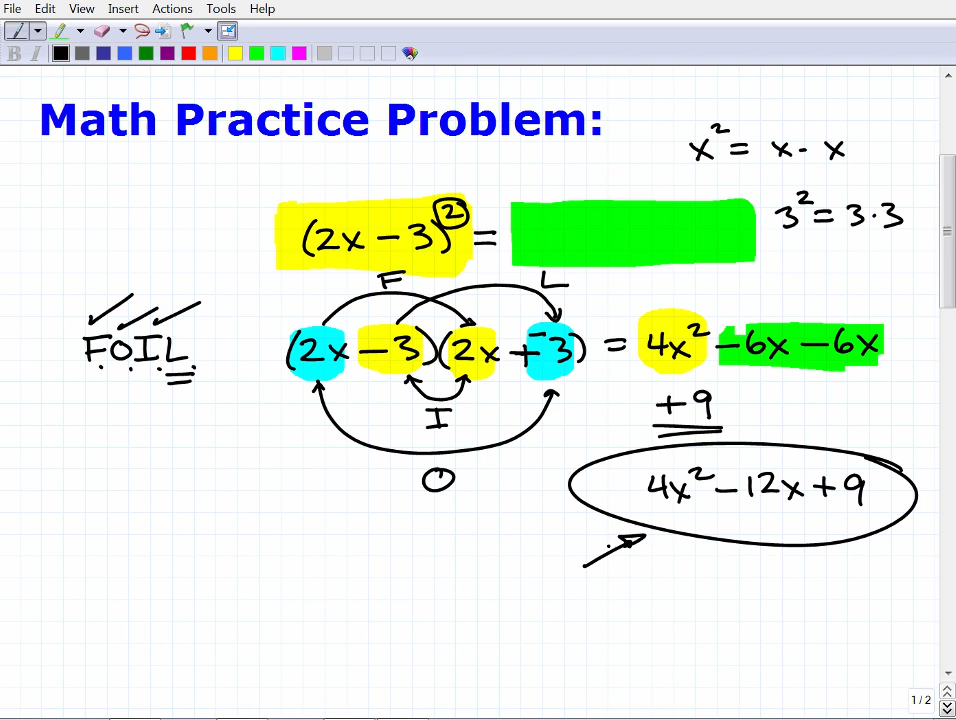 File Edit View Insert Actions Tools Help
B I
Math Practice Problem:
x² = x · x
(2x − 3)² =
3² = 3 · 3
F L
FOIL
(2x − 3)(2x + −3) = 4x² − 6x − 6x
I
+ 9
O
4x² − 12x + 9
1 / 2